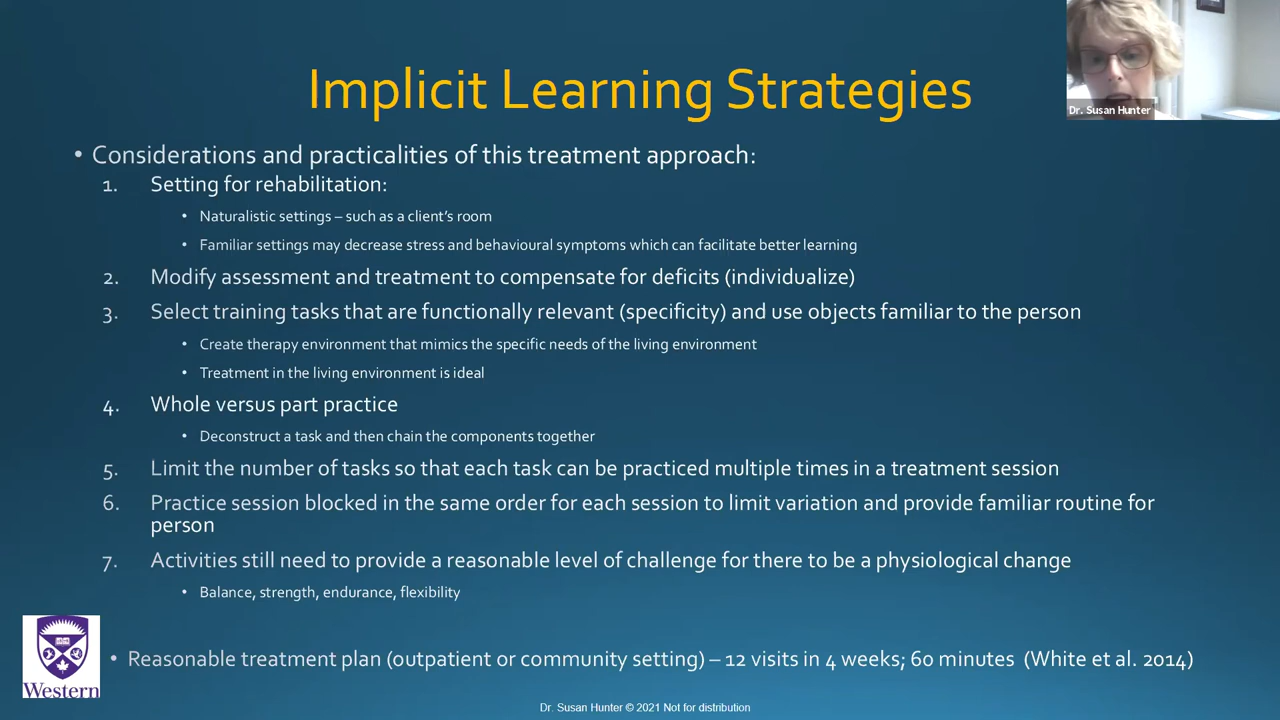 Implicit Learning Strategies
Dr. Susan Hunter
• Considerations and practicalities of this treatment approach:
1. Setting for rehabilitation:
• Naturalistic settings – such as a client's room
• Familiar settings may decrease stress and behavioural symptoms which can facilitate better learning
2. Modify assessment and treatment to compensate for deficits (individualize)
3. Select training tasks that are functionally relevant (specificity) and use objects familiar to the person
• Create therapy environment that mimics the specific needs of the living environment
• Treatment in the living environment is ideal
4. Whole versus part practice
• Deconstruct a task and then chain the components together
5. Limit the number of tasks so that each task can be practiced multiple times in a treatment session
6. Practice session blocked in the same order for each session to limit variation and provide familiar routine for
person
7. Activities still need to provide a reasonable level of challenge for there to be a physiological change
• Balance, strength, endurance, flexibility
• Reasonable treatment plan (outpatient or community setting) – 12 visits in 4 weeks; 60 minutes (White et al. 2014)
Western
Dr. Susan Hunter © 2021 Not for distribution